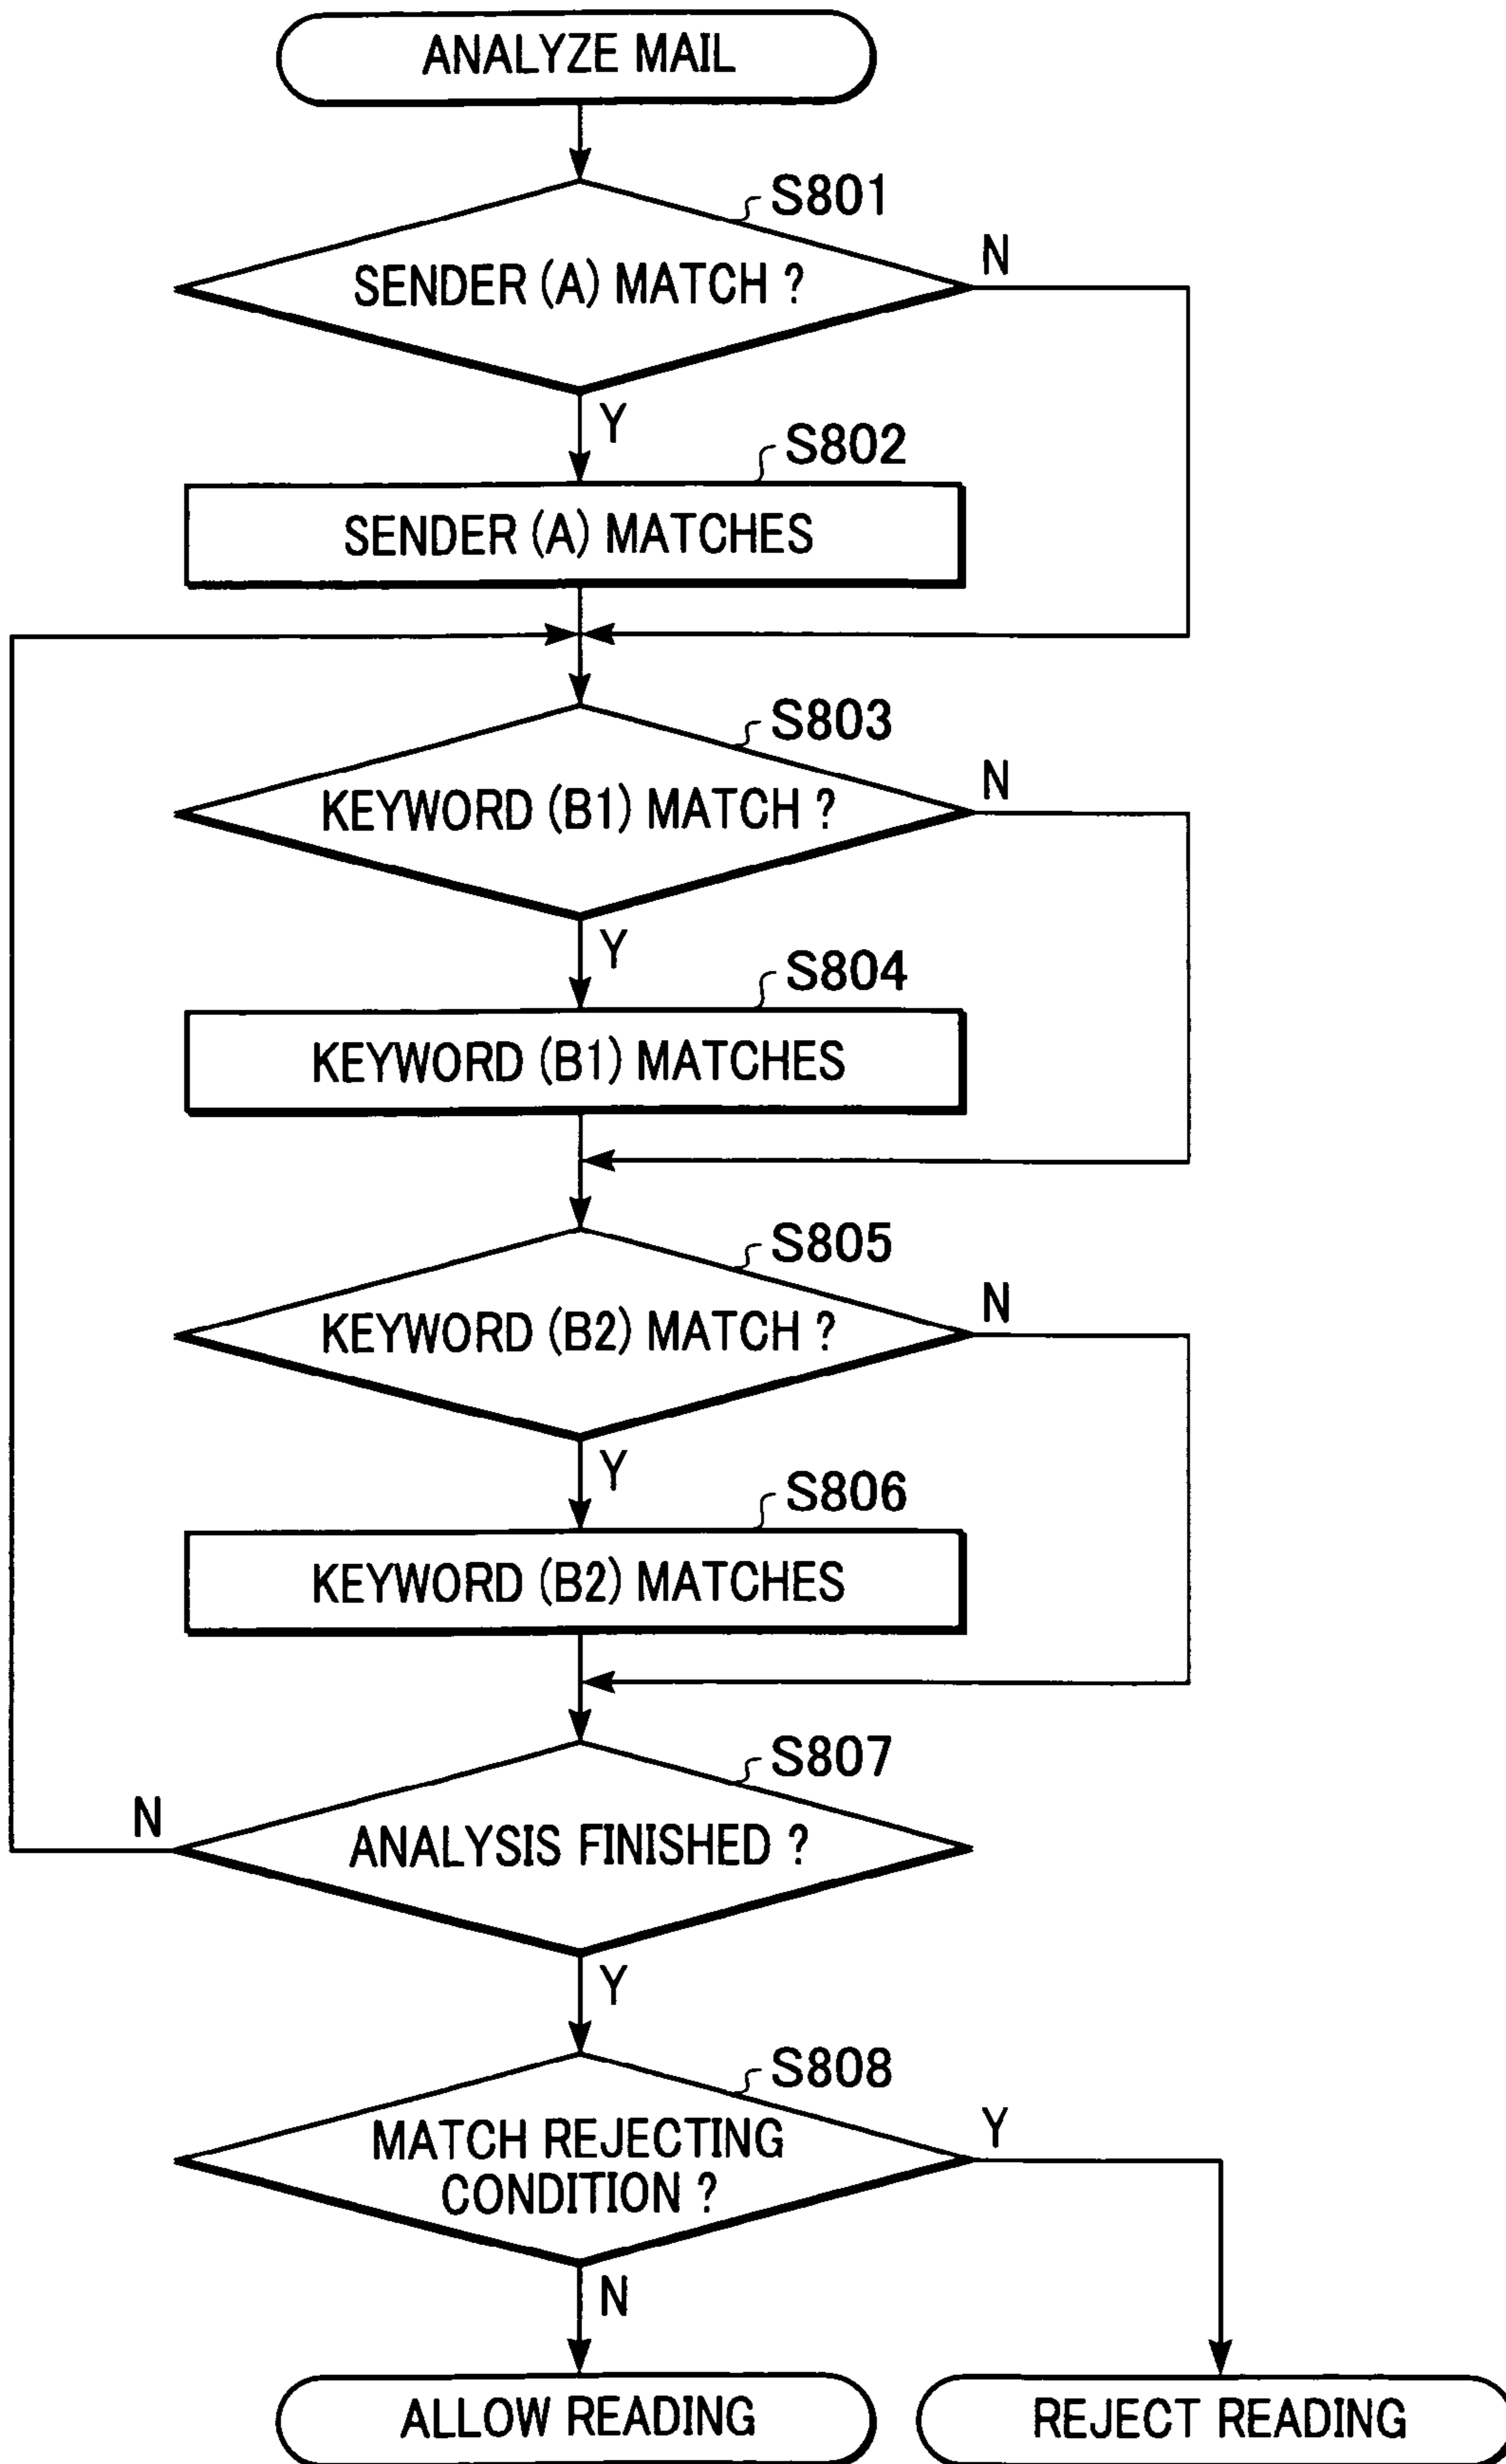 ANALYZE MAIL
S801
SENDER (A) MATCH ?
N
Y
S802
SENDER (A) MATCHES
S803
KEYWORD (B1) MATCH ?
N
Y
S804
KEYWORD (B1) MATCHES
S805
KEYWORD (B2) MATCH ?
N
Y
S806
KEYWORD (B2) MATCHES
S807
N
ANALYSIS FINISHED ?
Y
S808
MATCH REJECTING
CONDITION ?
Y
N
ALLOW READING
REJECT READING